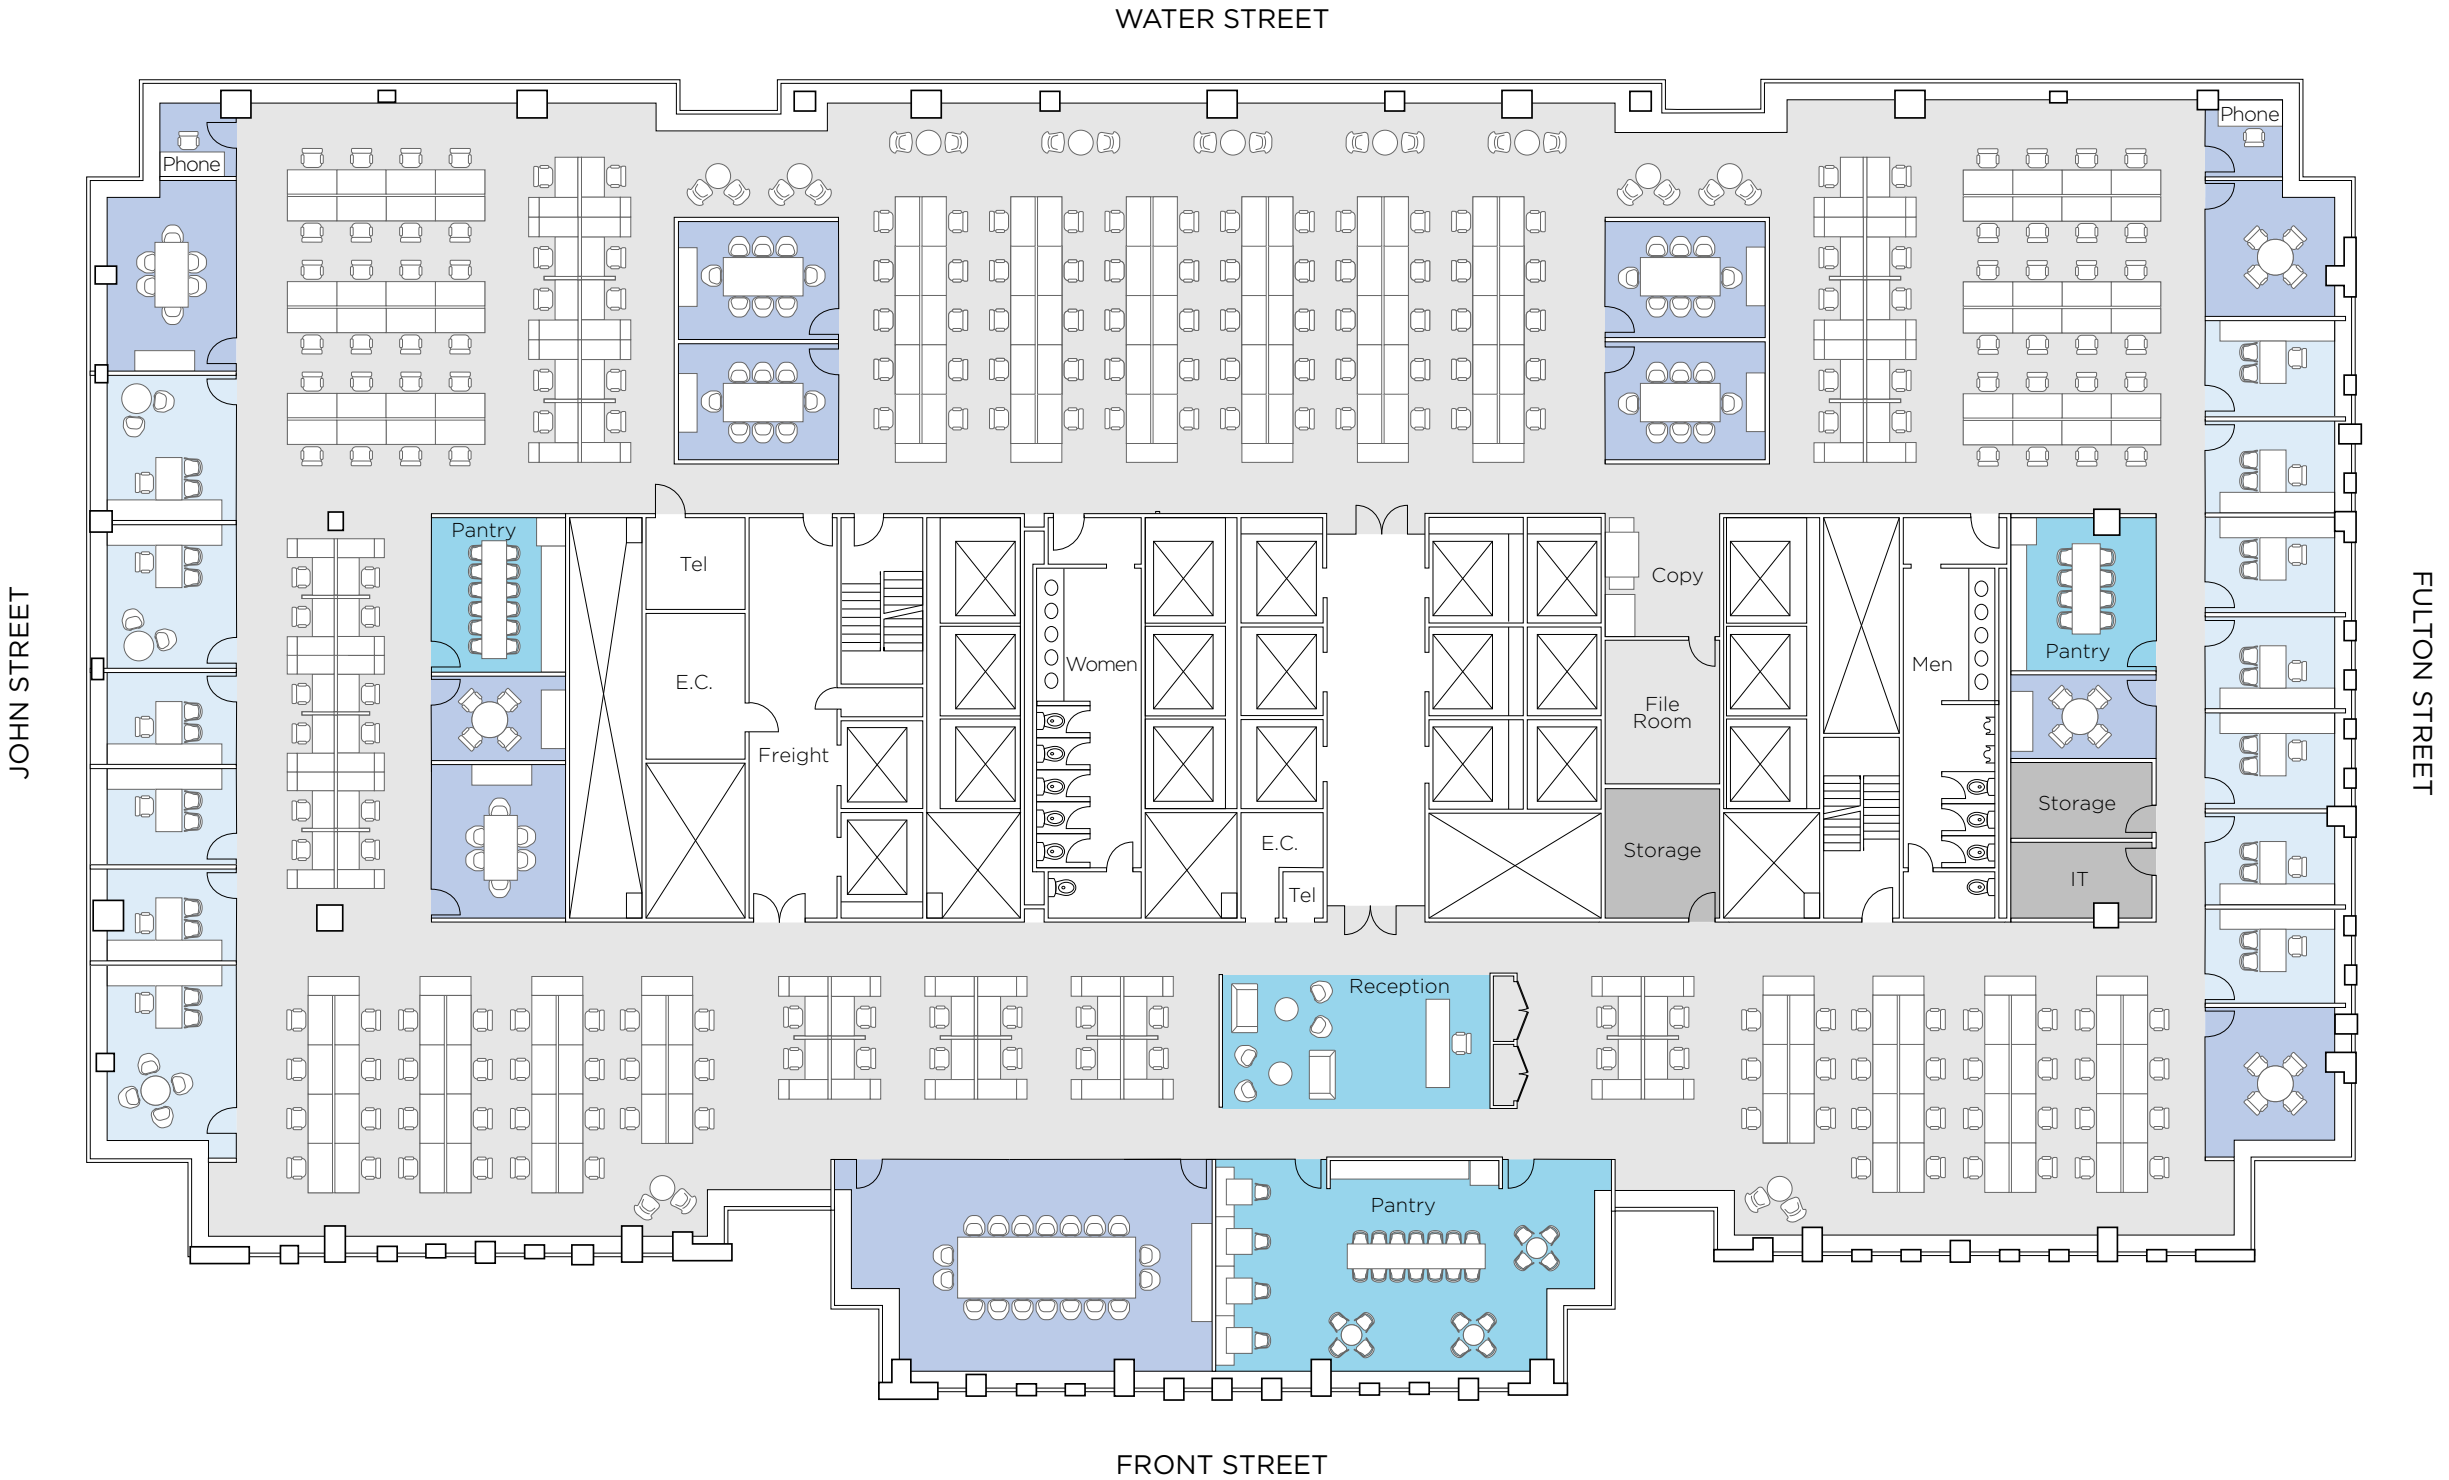 WATER STREET
Phone
Phone
Pantry
Tel
Copy
JOHN STREET
FULTON STREET
Women
Men
Pantry
E.C.
File
Room
Freight
Storage
E.C.
Storage
Tel
IT
Reception
Pantry
FRONT STREET